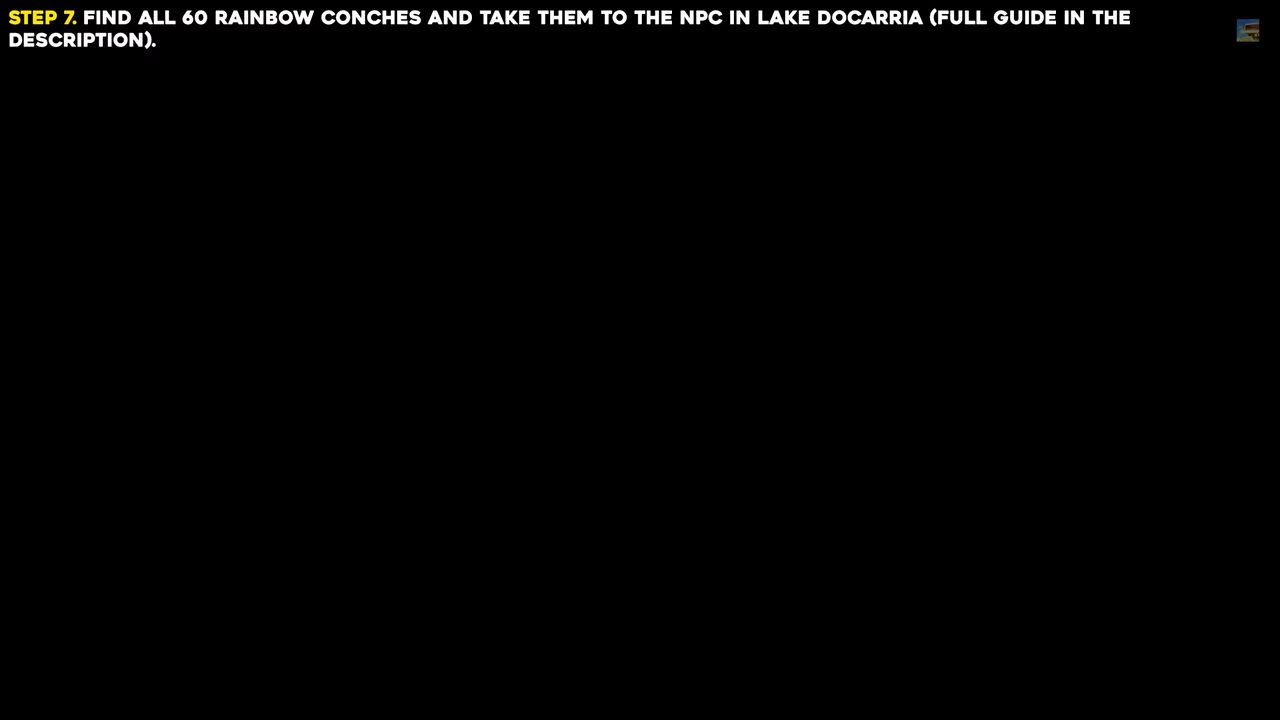 STEP 7. FIND ALL 60 RAINBOW CONCHES AND TAKE THEM TO THE NPC IN LAKE DOCARRIA (FULL GUIDE IN THE
DESCRIPTION).